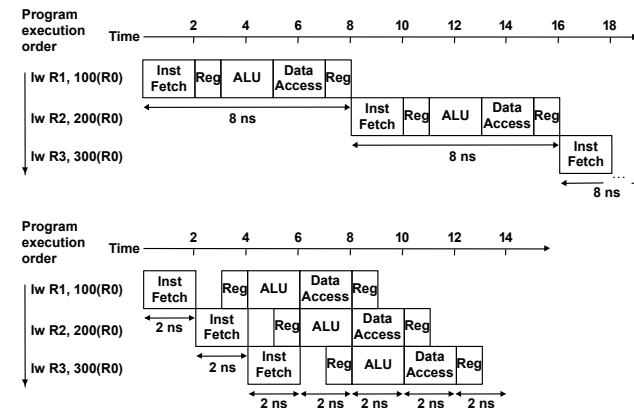 Program
execution
order
Time
2 4 6 8 10 12 14 16 18
lw R1, 100(R0)
Inst
Fetch
Reg
ALU
Data
Access
Reg
lw R2, 200(R0)
8 ns
Inst
Fetch
Reg
ALU
Data
Access
Reg
lw R3, 300(R0)
8 ns
Inst
Fetch
...
8 ns
Program
execution
order
Time
2 4 6 8 10 12 14
lw R1, 100(R0)
Inst
Fetch
Reg
ALU
Data
Access
Reg
lw R2, 200(R0)
2 ns
Inst
Fetch
Reg
ALU
Data
Access
Reg
lw R3, 300(R0)
2 ns
Inst
Fetch
Reg
ALU
Data
Access
Reg
2 ns 2 ns 2 ns 2 ns 2 ns